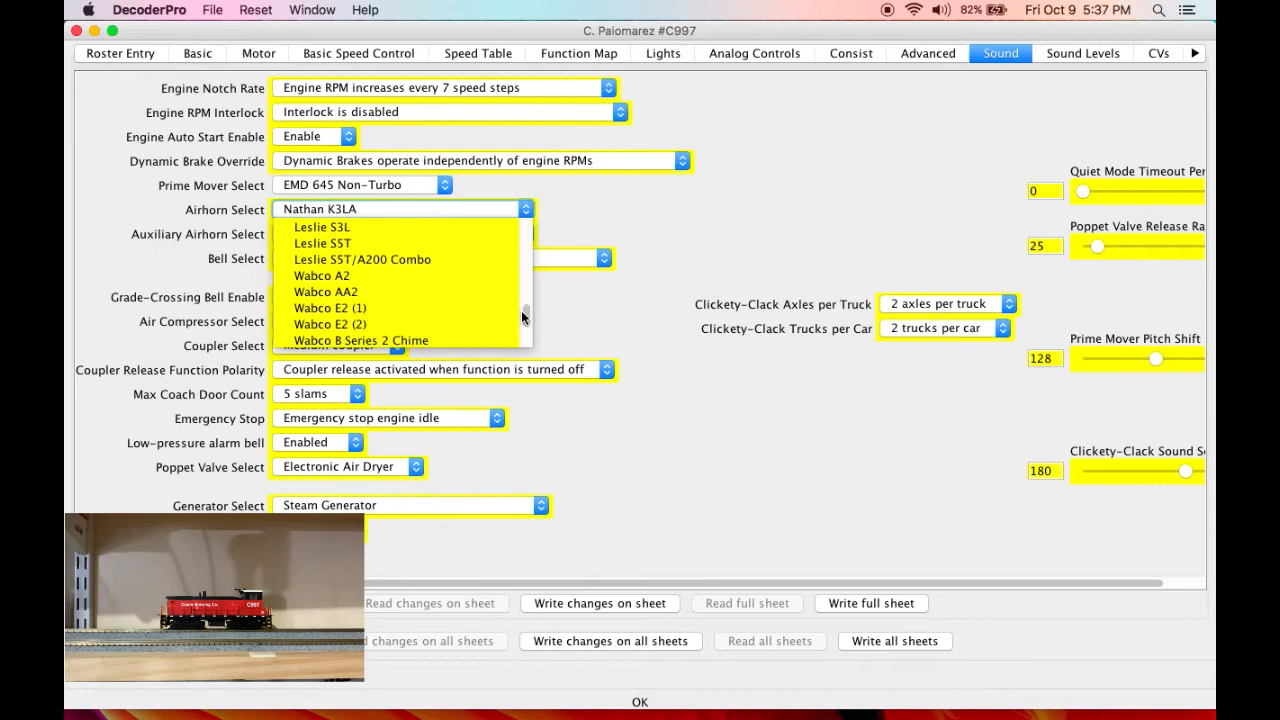 DecoderPro File Reset Window Help 82% Fri Oct 9 5:37 PM
C. Palomarez #C997
Roster Entry Basic Motor Basic Speed Control Speed Table Function Map Lights Analog Controls Consist Advanced Sound Sound Levels CVs
Engine Notch Rate Engine RPM increases every 7 speed steps
Engine RPM Interlock Interlock is disabled
Engine Auto Start Enable Enable
Dynamic Brake Override Dynamic Brakes operate independently of engine RPMs
Prime Mover Select EMD 645 Non-Turbo
Airhorn Select Nathan K3LA
Leslie S3L
Auxiliary Airhorn Select
Leslie S5T
Bell Select
Leslie S5T/A200 Combo
Wabco A2
Grade-Crossing Bell Enable
Wabco AA2
Wabco E2 (1)
Air Compressor Select
Wabco E2 (2)
Wabco B Series 2 Chime
Coupler Select Medium coupler
Coupler Release Function Polarity Coupler release activated when function is turned off
Max Coach Door Count 5 slams
Emergency Stop Emergency stop engine idle
Low-pressure alarm bell Enabled
Poppet Valve Select Electronic Air Dryer
Generator Select Steam Generator
Clickety-Clack Axles per Truck 2 axles per truck
Clickety-Clack Trucks per Car 2 trucks per car
Quiet Mode Timeout Per
0
Poppet Valve Release Ra
25
Prime Mover Pitch Shift
128
Clickety-Clack Sound Se
180
Coors Brewing Co. C997
Read changes on sheet Write changes on sheet Read full sheet Write full sheet
d changes on all sheets Write changes on all sheets Read all sheets Write all sheets
OK